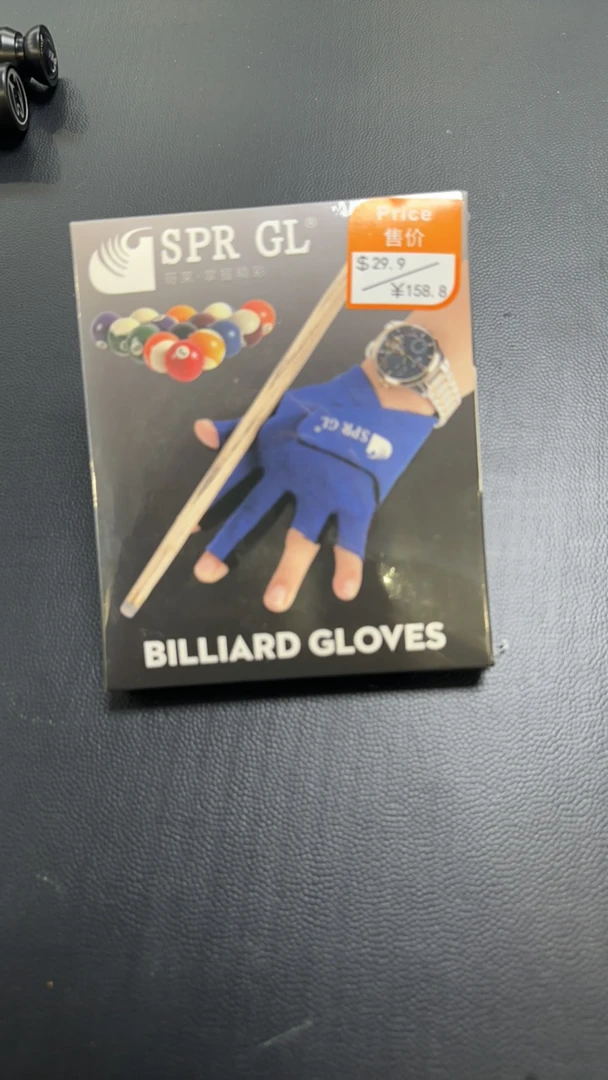 SPR GL®
Price
售价
$29.9
¥158.8
SPR GL®
BILLIARD GLOVES